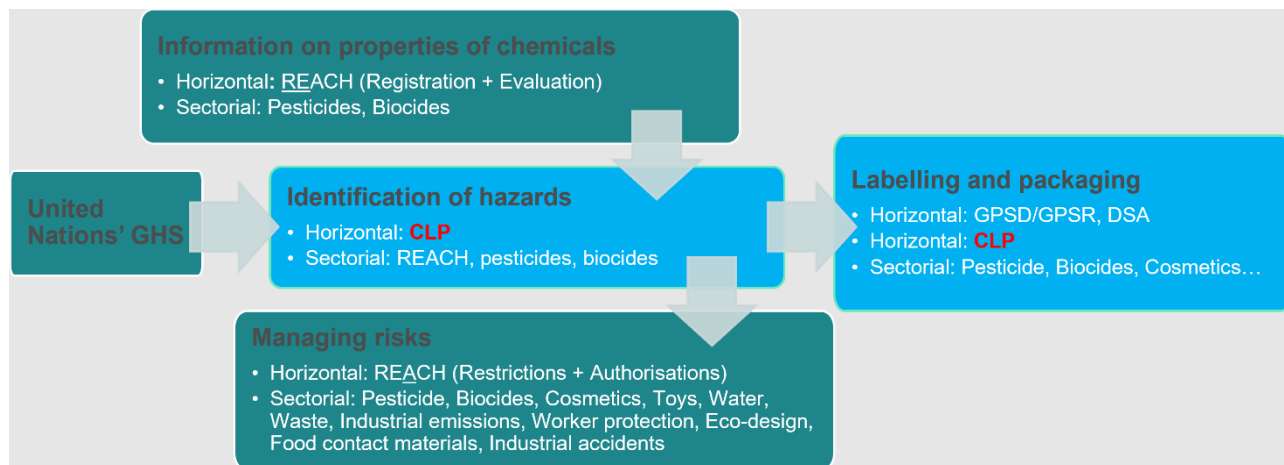 Information on properties of chemicals
• Horizontal: REACH (Registration + Evaluation)
• Sectorial: Pesticides, Biocides
United
Nations' GHS
Identification of hazards
• Horizontal: CLP
• Sectorial: REACH, pesticides, biocides
Labelling and packaging
• Horizontal: GPSD/GPSR, DSA
• Horizontal: CLP
• Sectorial: Pesticide, Biocides, Cosmetics…
Managing risks
• Horizontal: REACH (Restrictions + Authorisations)
• Sectorial: Pesticide, Biocides, Cosmetics, Toys, Water,
Waste, Industrial emissions, Worker protection, Eco-design,
Food contact materials, Industrial accidents